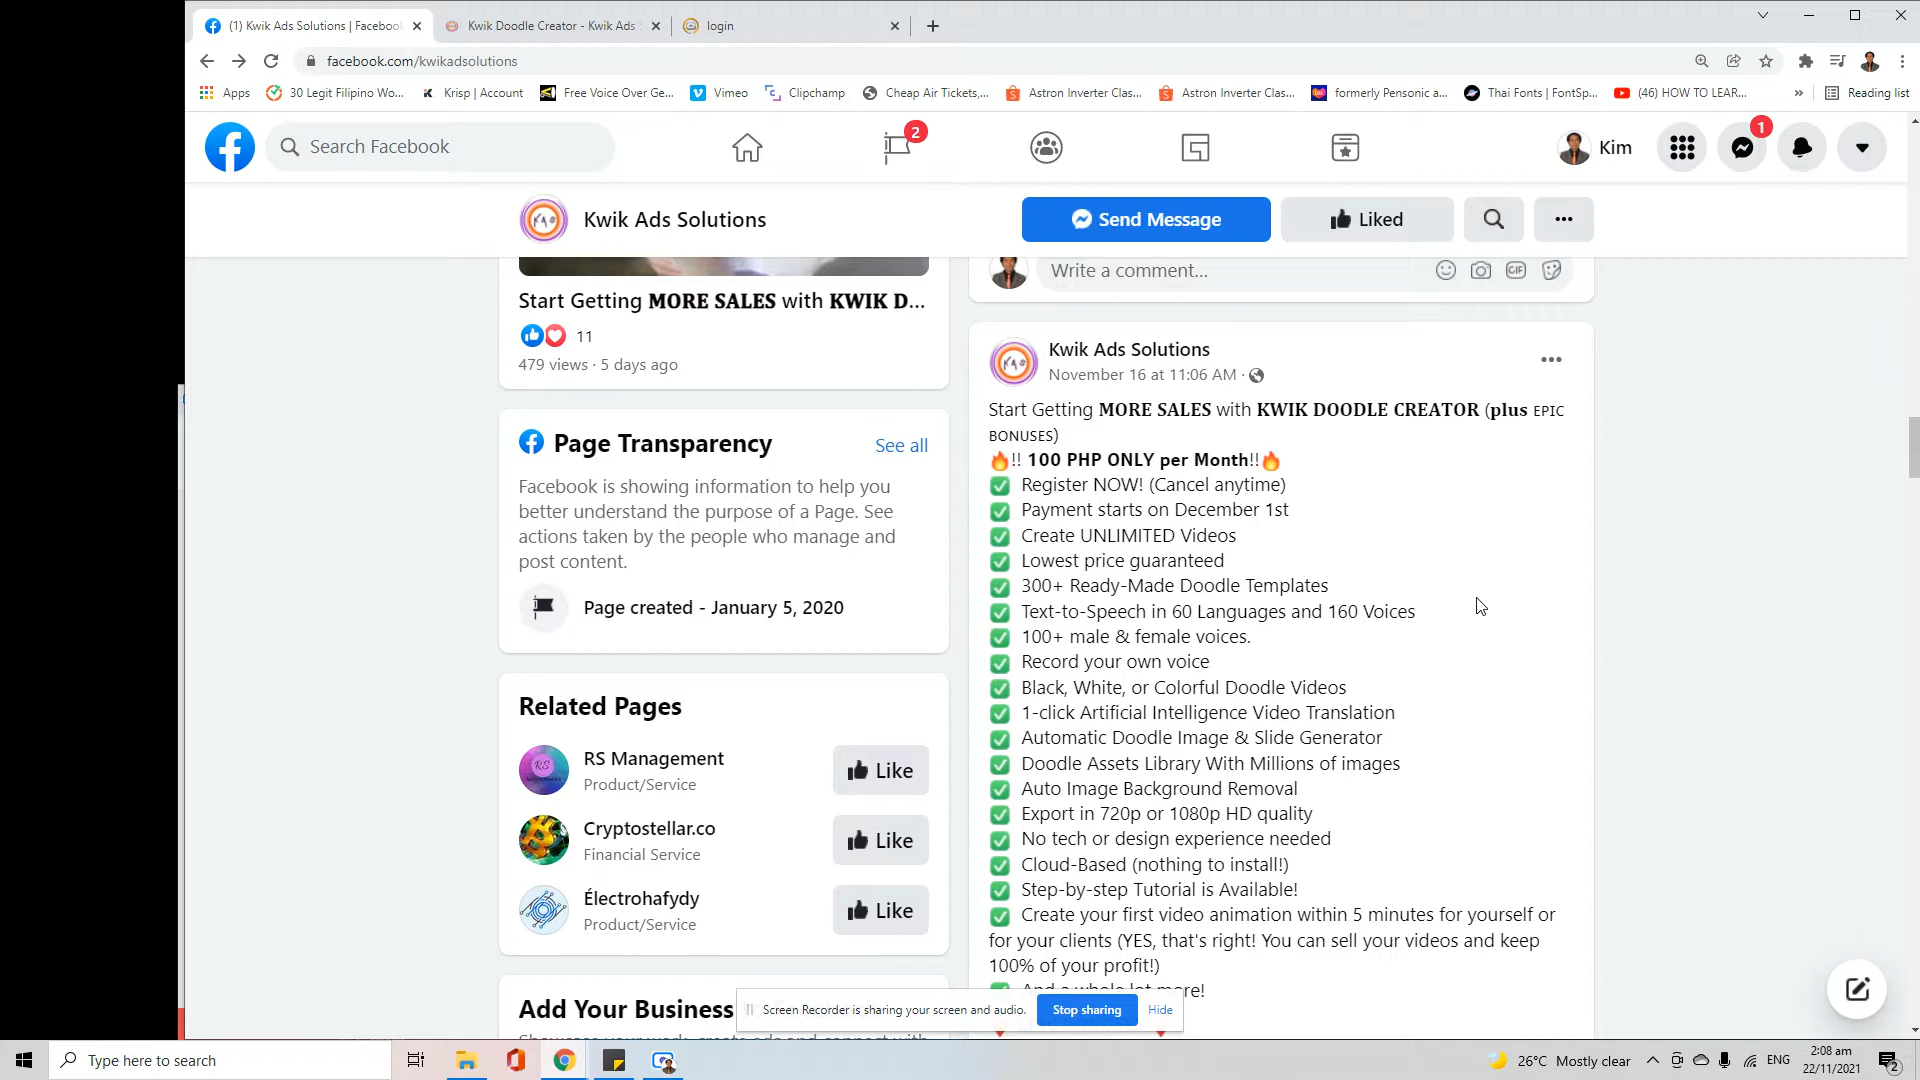 (1) Kwik Ads Solutions | Facebook
Kwik Doodle Creator - Kwik Ads S
login
facebook.com/kwikadsolutions
Apps
30 Legit Filipino Wo...
Krisp | Account
Free Voice Over Ge...
Vimeo
Clipchamp
Cheap Air Tickets,...
Astron Inverter Clas...
Astron Inverter Clas...
formerly Pensonic a...
Thai Fonts | FontSp...
(46) HOW TO LEAR...
»
Reading list
Search Facebook
2
Kim
1
KAS
Kwik Ads Solutions
Send Message
Liked
Start Getting MORE SALES with KWIK D...
11
479 views · 5 days ago
Page Transparency
See all
Facebook is showing information to help you
better understand the purpose of a Page. See
actions taken by the people who manage and
post content.
Page created - January 5, 2020
Related Pages
RS
RS Management
Product/Service
Like
Cryptostellar.co
Financial Service
Like
Électrohafydy
Product/Service
Like
Add Your Business
Write a comment...
GIF
KAS
Kwik Ads Solutions
November 16 at 11:06 AM ·
Start Getting MORE SALES with KWIK DOODLE CREATOR (plus EPIC
BONUSES)
🔥!! 100 PHP ONLY per Month!!🔥
✅ Register NOW! (Cancel anytime)
✅ Payment starts on December 1st
✅ Create UNLIMITED Videos
✅ Lowest price guaranteed
✅ 300+ Ready-Made Doodle Templates
✅ Text-to-Speech in 60 Languages and 160 Voices
✅ 100+ male & female voices.
✅ Record your own voice
✅ Black, White, or Colorful Doodle Videos
✅ 1-click Artificial Intelligence Video Translation
✅ Automatic Doodle Image & Slide Generator
✅ Doodle Assets Library With Millions of images
✅ Auto Image Background Removal
✅ Export in 720p or 1080p HD quality
✅ No tech or design experience needed
✅ Cloud-Based (nothing to install!)
✅ Step-by-step Tutorial is Available!
✅ Create your first video animation within 5 minutes for yourself or
for your clients (YES, that's right! You can sell your videos and keep
100% of your profit!)
✅ And a whole lot more!
Screen Recorder is sharing your screen and audio.
Stop sharing
Hide
Type here to search
26°C Mostly clear
ENG
2:08 am
22/11/2021
2